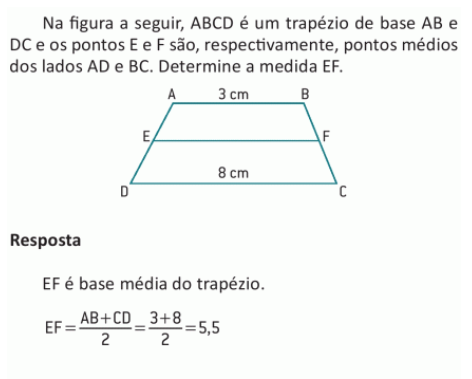 Na figura a seguir, ABCD é um trapézio de base AB e
DC e os pontos E e F são, respectivamente, pontos médios
dos lados AD e BC. Determine a medida EF.
A 3 cm B
E F
8 cm
D C
Resposta
EF é base média do trapézio.
EF = AB+CD/2 = 3+8/2 = 5,5